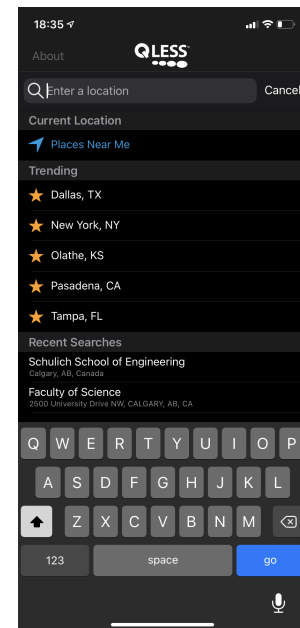 18:35
About
QLESS
Enter a location
Cancel
Current Location
Places Near Me
Trending
Dallas, TX
New York, NY
Olathe, KS
Pasadena, CA
Tampa, FL
Recent Searches
Schulich School of Engineering
Calgary, AB, Canada
Faculty of Science
2500 University Drive NW, CALGARY, AB, CA
Q W E R T Y U I O P
A S D F G H J K L
Z X C V B N M
123 space go